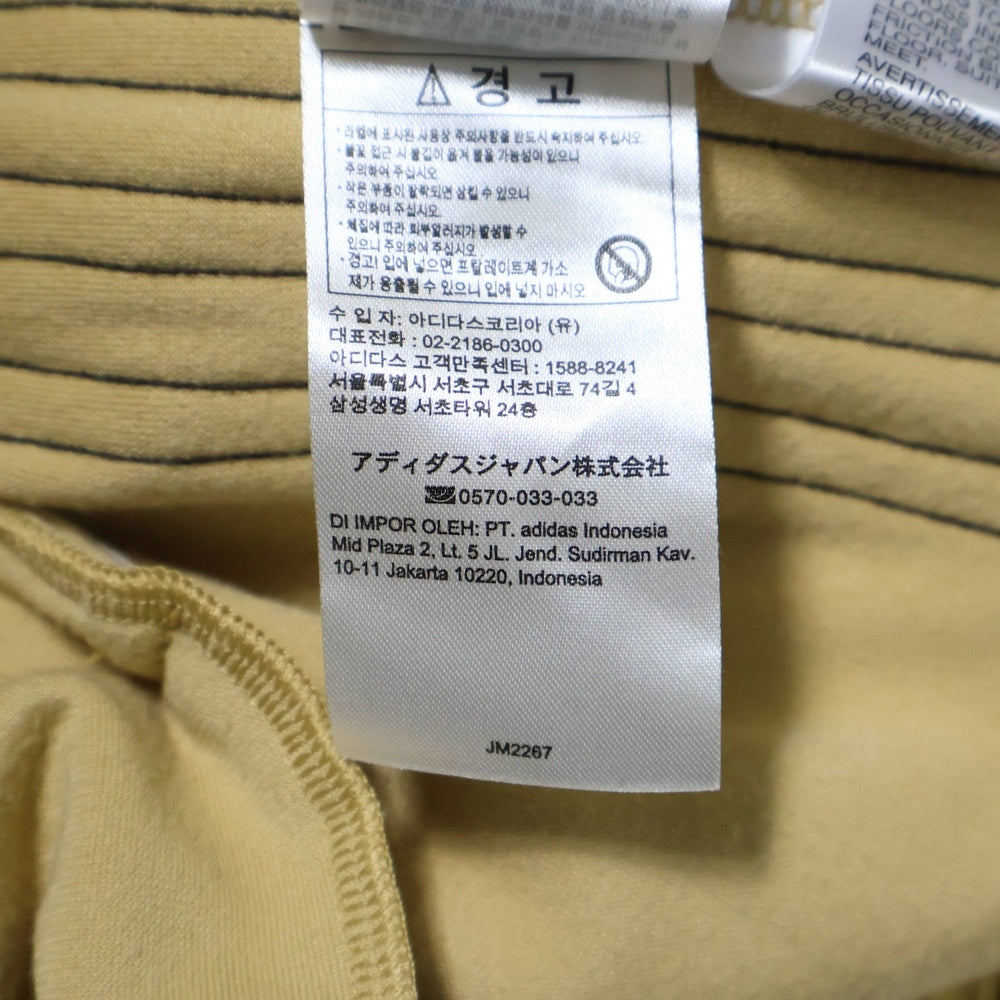 경 고
· 라벨에 표시된 사용상 주의사항을 반드시 숙지하여 주십시오
· 불꽃 접근 시 불길이 옮겨 붙을 가능성이 있으니
주의하여 주십시오
· 작은 부품이 탈락되면 삼킬 수 있으니
주의하여 주십시오.
· 체질에 따라 피부알러지가 발생할 수
있으니 주의하여 주십시오.
· 경고! 입에 넣으면 프탈레이트계 가소
제가 용출될 수 있으니 입에 넣지 마시오
수 입 자: 아디다스코리아 (유)
대표전화 : 02-2186-0300
아디다스 고객만족센터 : 1588-8241
서울특별시 서초구 서초대로 74길 4
삼성생명 서초타워 24층
アディダスジャパン株式会社
0570-033-033
DI IMPOR OLEH: PT. adidas Indonesia
Mid Plaza 2, Lt. 5 JL. Jend. Sudirman Kav.
10-11 Jakarta 10220, Indonesia
JM2267
FLOOR.
MEET.
AVERTISSEME
TISSU POUVANT